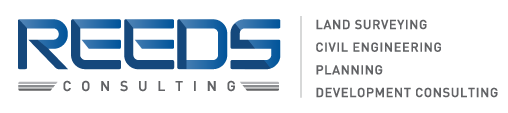 REEDS
CONSULTING
LAND SURVEYING
CIVIL ENGINEERING
PLANNING
DEVELOPMENT CONSULTING